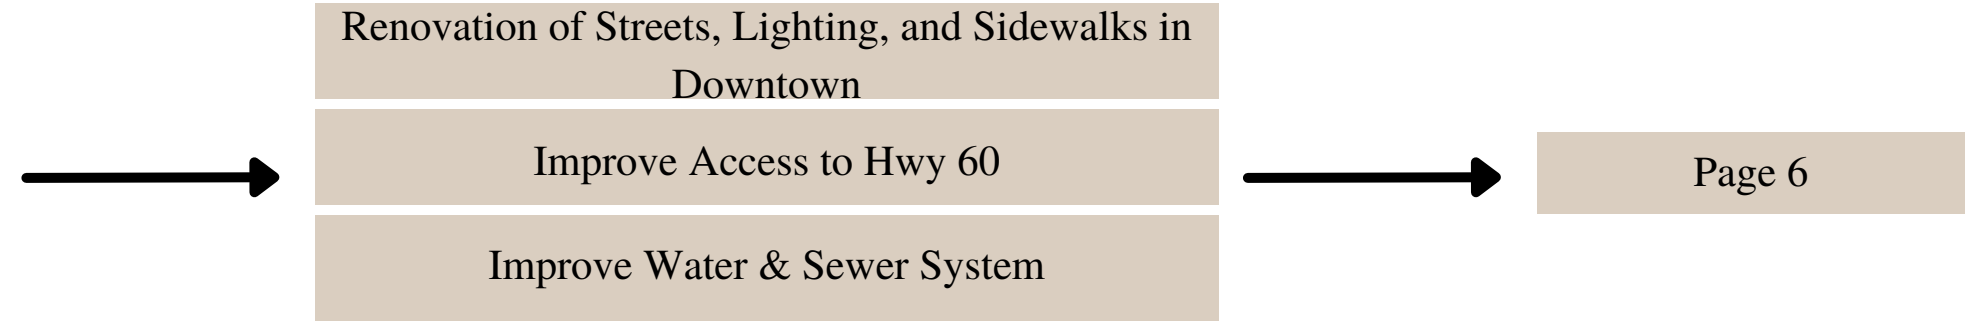 Renovation of Streets, Lighting, and Sidewalks in
Downtown
Improve Access to Hwy 60
Page 6
Improve Water & Sewer System